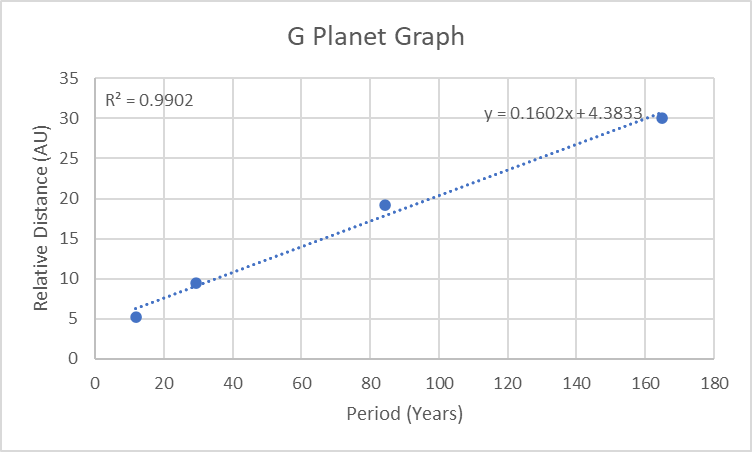 G Planet Graph
R² = 0.9902
y = 0.1602x + 4.3833
Relative Distance (AU)
35
30
25
20
15
10
5
0
0 20 40 60 80 100 120 140 160 180
Period (Years)